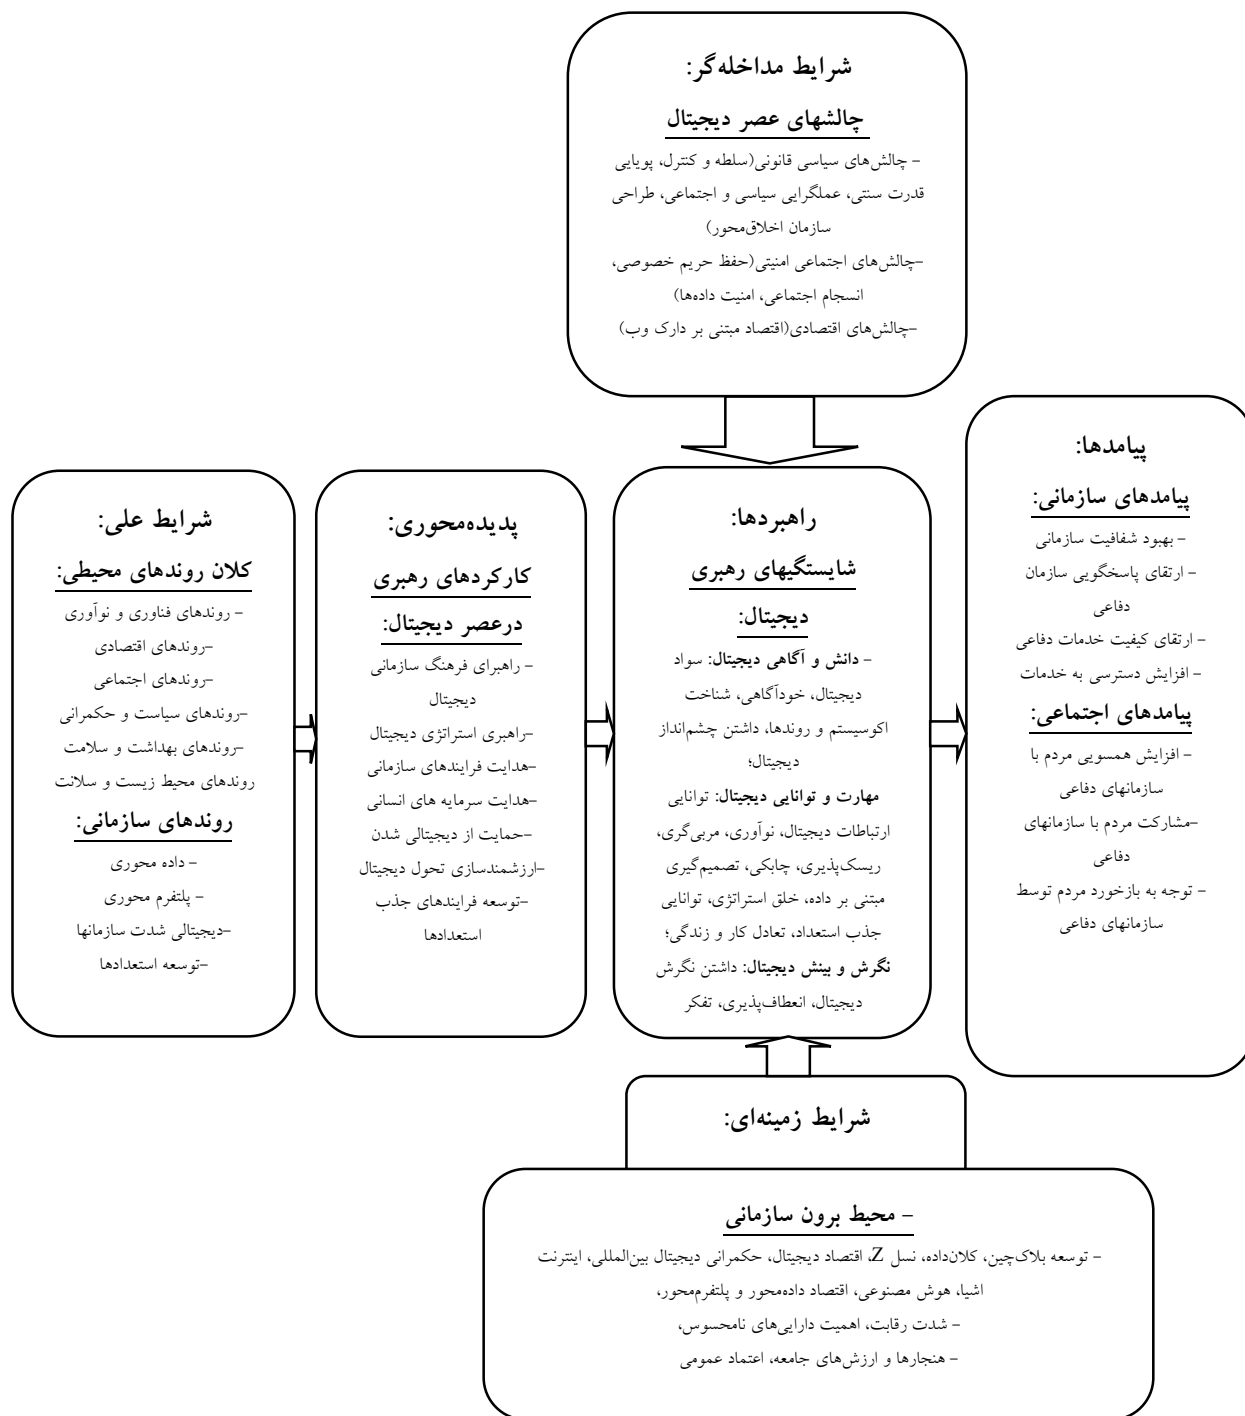 شرایط مداخله‌گر:
چالشهای عصر دیجیتال
- چالش‌های سیاسی قانونی(سلطه و کنترل، پویایی
قدرت سنتی، عملگرایی سیاسی و اجتماعی، طراحی
سازمان اخلاق‌محور)
-چالش‌های اجتماعی امنیتی(حفظ حریم خصوصی،
انسجام اجتماعی، امنیت داده‌ها)
-چالش‌های اقتصادی(اقتصاد مبتنی بر دارک وب)
شرایط علی:
کلان روندهای محیطی:
- روندهای فناوری و نوآوری
-روندهای اقتصادی
-روندهای اجتماعی
-روندهای سیاست و حکمرانی
-روندهای بهداشت و سلامت
روندهای محیط زیست و سلانت
روندهای سازمانی:
- داده محوری
- پلتفرم محوری
-دیجیتالی شدت سازمانها
-توسعه استعدادها
پدیده‌محوری:
کارکردهای رهبری
درعصر دیجیتال:
- راهبرای فرهنگ سازمانی
دیجیتال
-راهبری استراتژی دیجیتال
-هدایت فرایندهای سازمانی
-هدایت سرمایه های انسانی
-حمایت از دیجیتالی شدن
-ارزشمندسازی تحول دیجیتال
-توسعه فرایندهای جذب
استعدادها
راهبردها:
شایستگیهای رهبری
دیجیتال:
- دانش و آگاهی دیجیتال: سواد
دیجیتال، خودآگاهی، شناخت
اکوسیستم و روندها، داشتن چشم‌انداز
دیجیتال؛
مهارت و توانایی دیجیتال: توانایی
ارتباطات دیجیتال، نوآوری، مربی‌گری،
ریسک‌پذیری، چابکی، تصمیم‌گیری
مبتنی بر داده، خلق استراتژی، توانایی
جذب استعداد، تعادل کار و زندگی؛
نگرش و بینش دیجیتال: داشتن نگرش
دیجیتال، انعطاف‌پذیری، تفکر
پیامدها:
پیامدهای سازمانی:
- بهبود شفافیت سازمانی
- ارتقای پاسخگویی سازمان
دفاعی
- ارتقای کیفیت خدمات دفاعی
- افزایش دسترسی به خدمات
پیامدهای اجتماعی:
- افزایش همسویی مردم با
سازمانهای دفاعی
-مشارکت مردم با سازمانهای
دفاعی
- توجه به بازخورد مردم توسط
سازمانهای دفاعی
شرایط زمینه‌ای:
- محیط برون سازمانی
- توسعه بلاک‌چین، کلان‌داده، نسل Z، اقتصاد دیجیتال، حکمرانی دیجیتال بین‌المللی، اینترنت
اشیا، هوش مصنوعی، اقتصاد داده‌محور و پلتفرم‌محور،
- شدت رقابت، اهمیت دارایی‌های نامحسوس،
- هنجارها و ارزش‌های جامعه، اعتماد عمومی